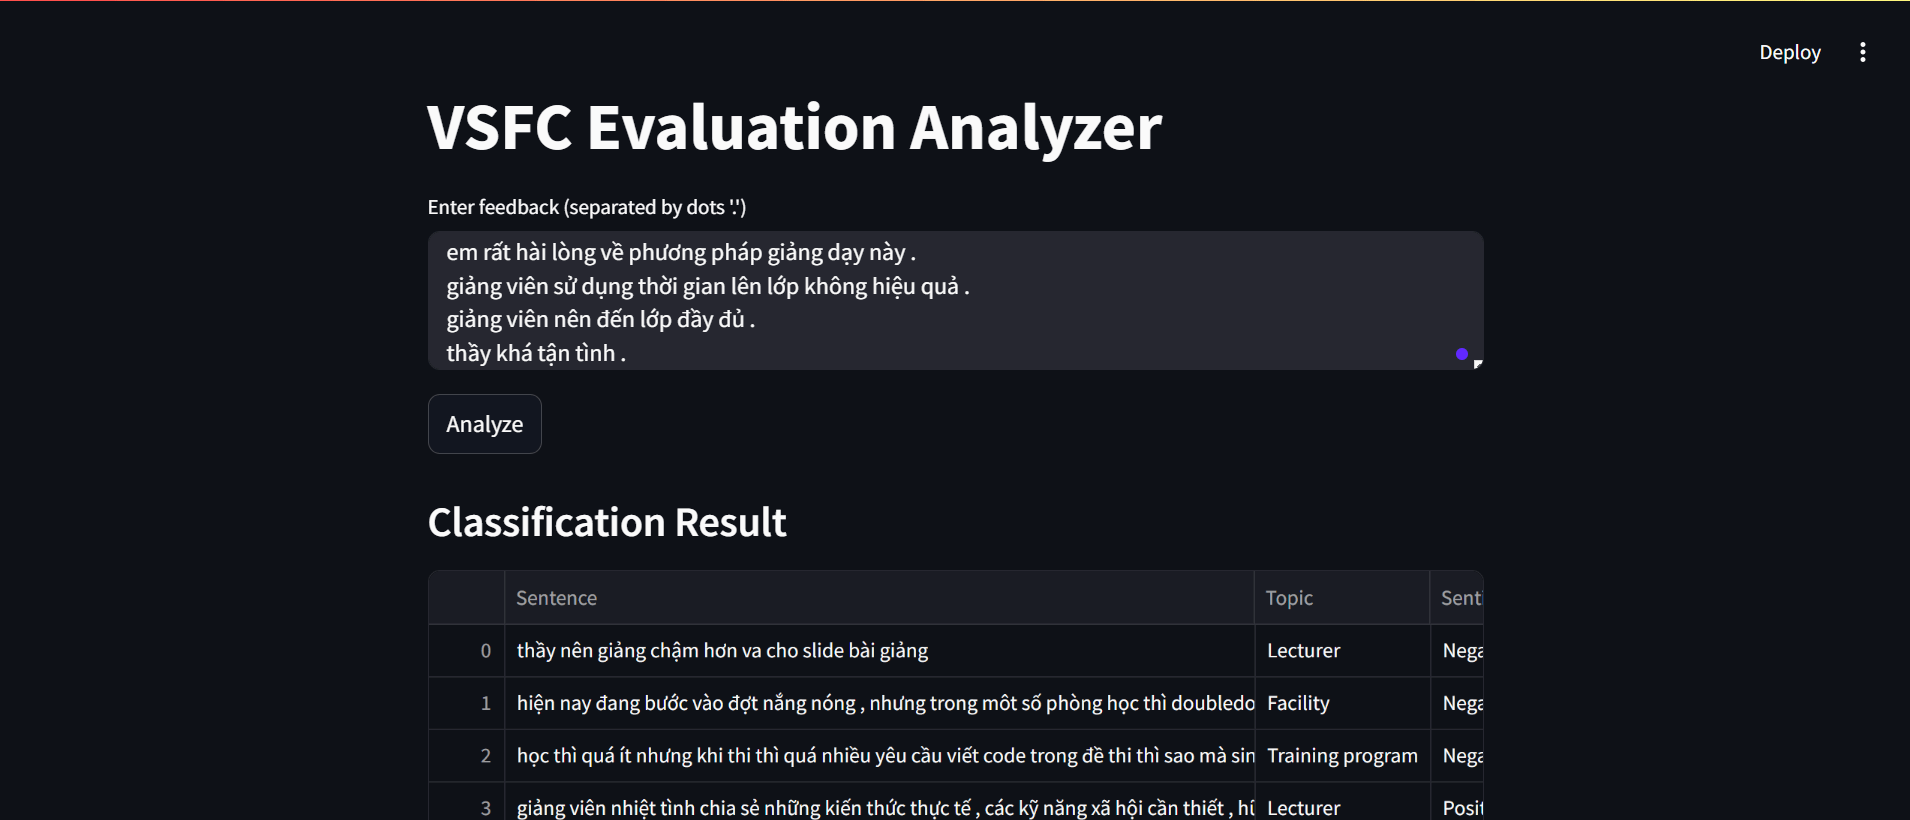 Deploy
VSFC Evaluation Analyzer
Enter feedback (separated by dots '.')
em rất hài lòng về phương pháp giảng dạy này .
giảng viên sử dụng thời gian lên lớp không hiệu quả .
giảng viên nên đến lớp đầy đủ .
thầy khá tận tình .
Analyze
Classification Result
Sentence Topic Senti
0 thầy nên giảng chậm hơn va cho slide bài giảng Lecturer Nega
1 hiện nay đang bước vào đợt nắng nóng , nhưng trong môt số phòng học thì doubledo Facility Nega
2 học thì quá ít nhưng khi thi thì quá nhiều yêu cầu viết code trong đề thi thì sao mà sin Training program Nega
3 giảng viên nhiệt tình chia sẻ những kiến thức thực tế , các kỹ năng xã hội cần thiết , hữ Lecturer Posit